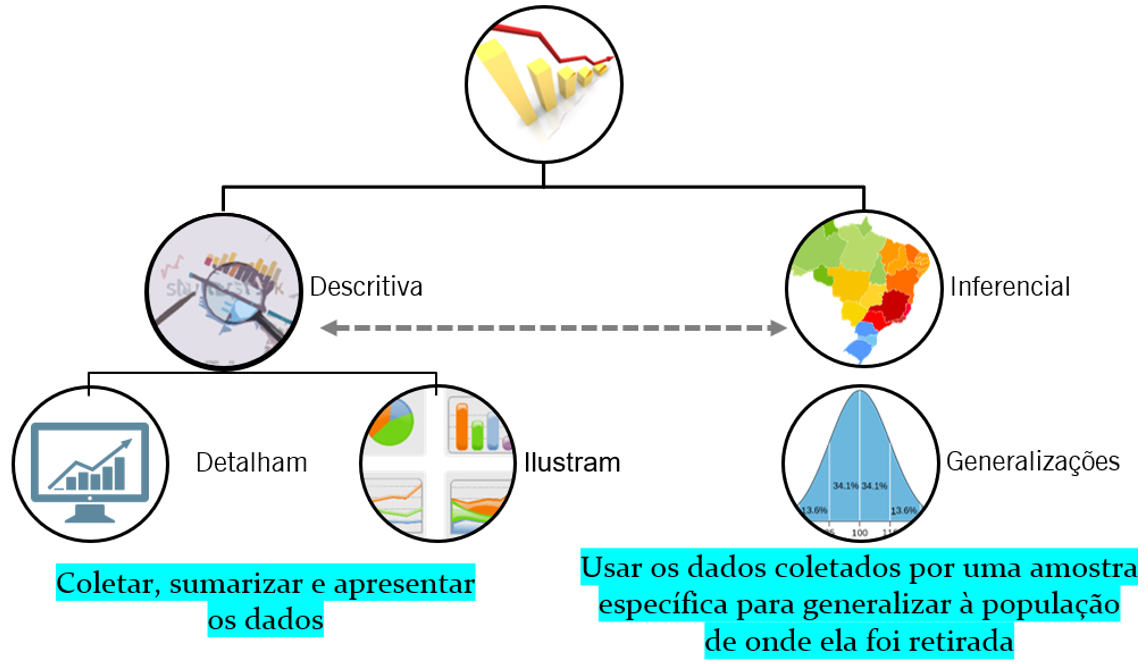 Descritiva
Inferencial
Detalham
Ilustram
Generalizações
34.1% 34.1%
13.6%
13.6%
100
Coletar, sumarizar e apresentar
os dados
Usar os dados coletados por uma amostra
específica para generalizar à população
de onde ela foi retirada